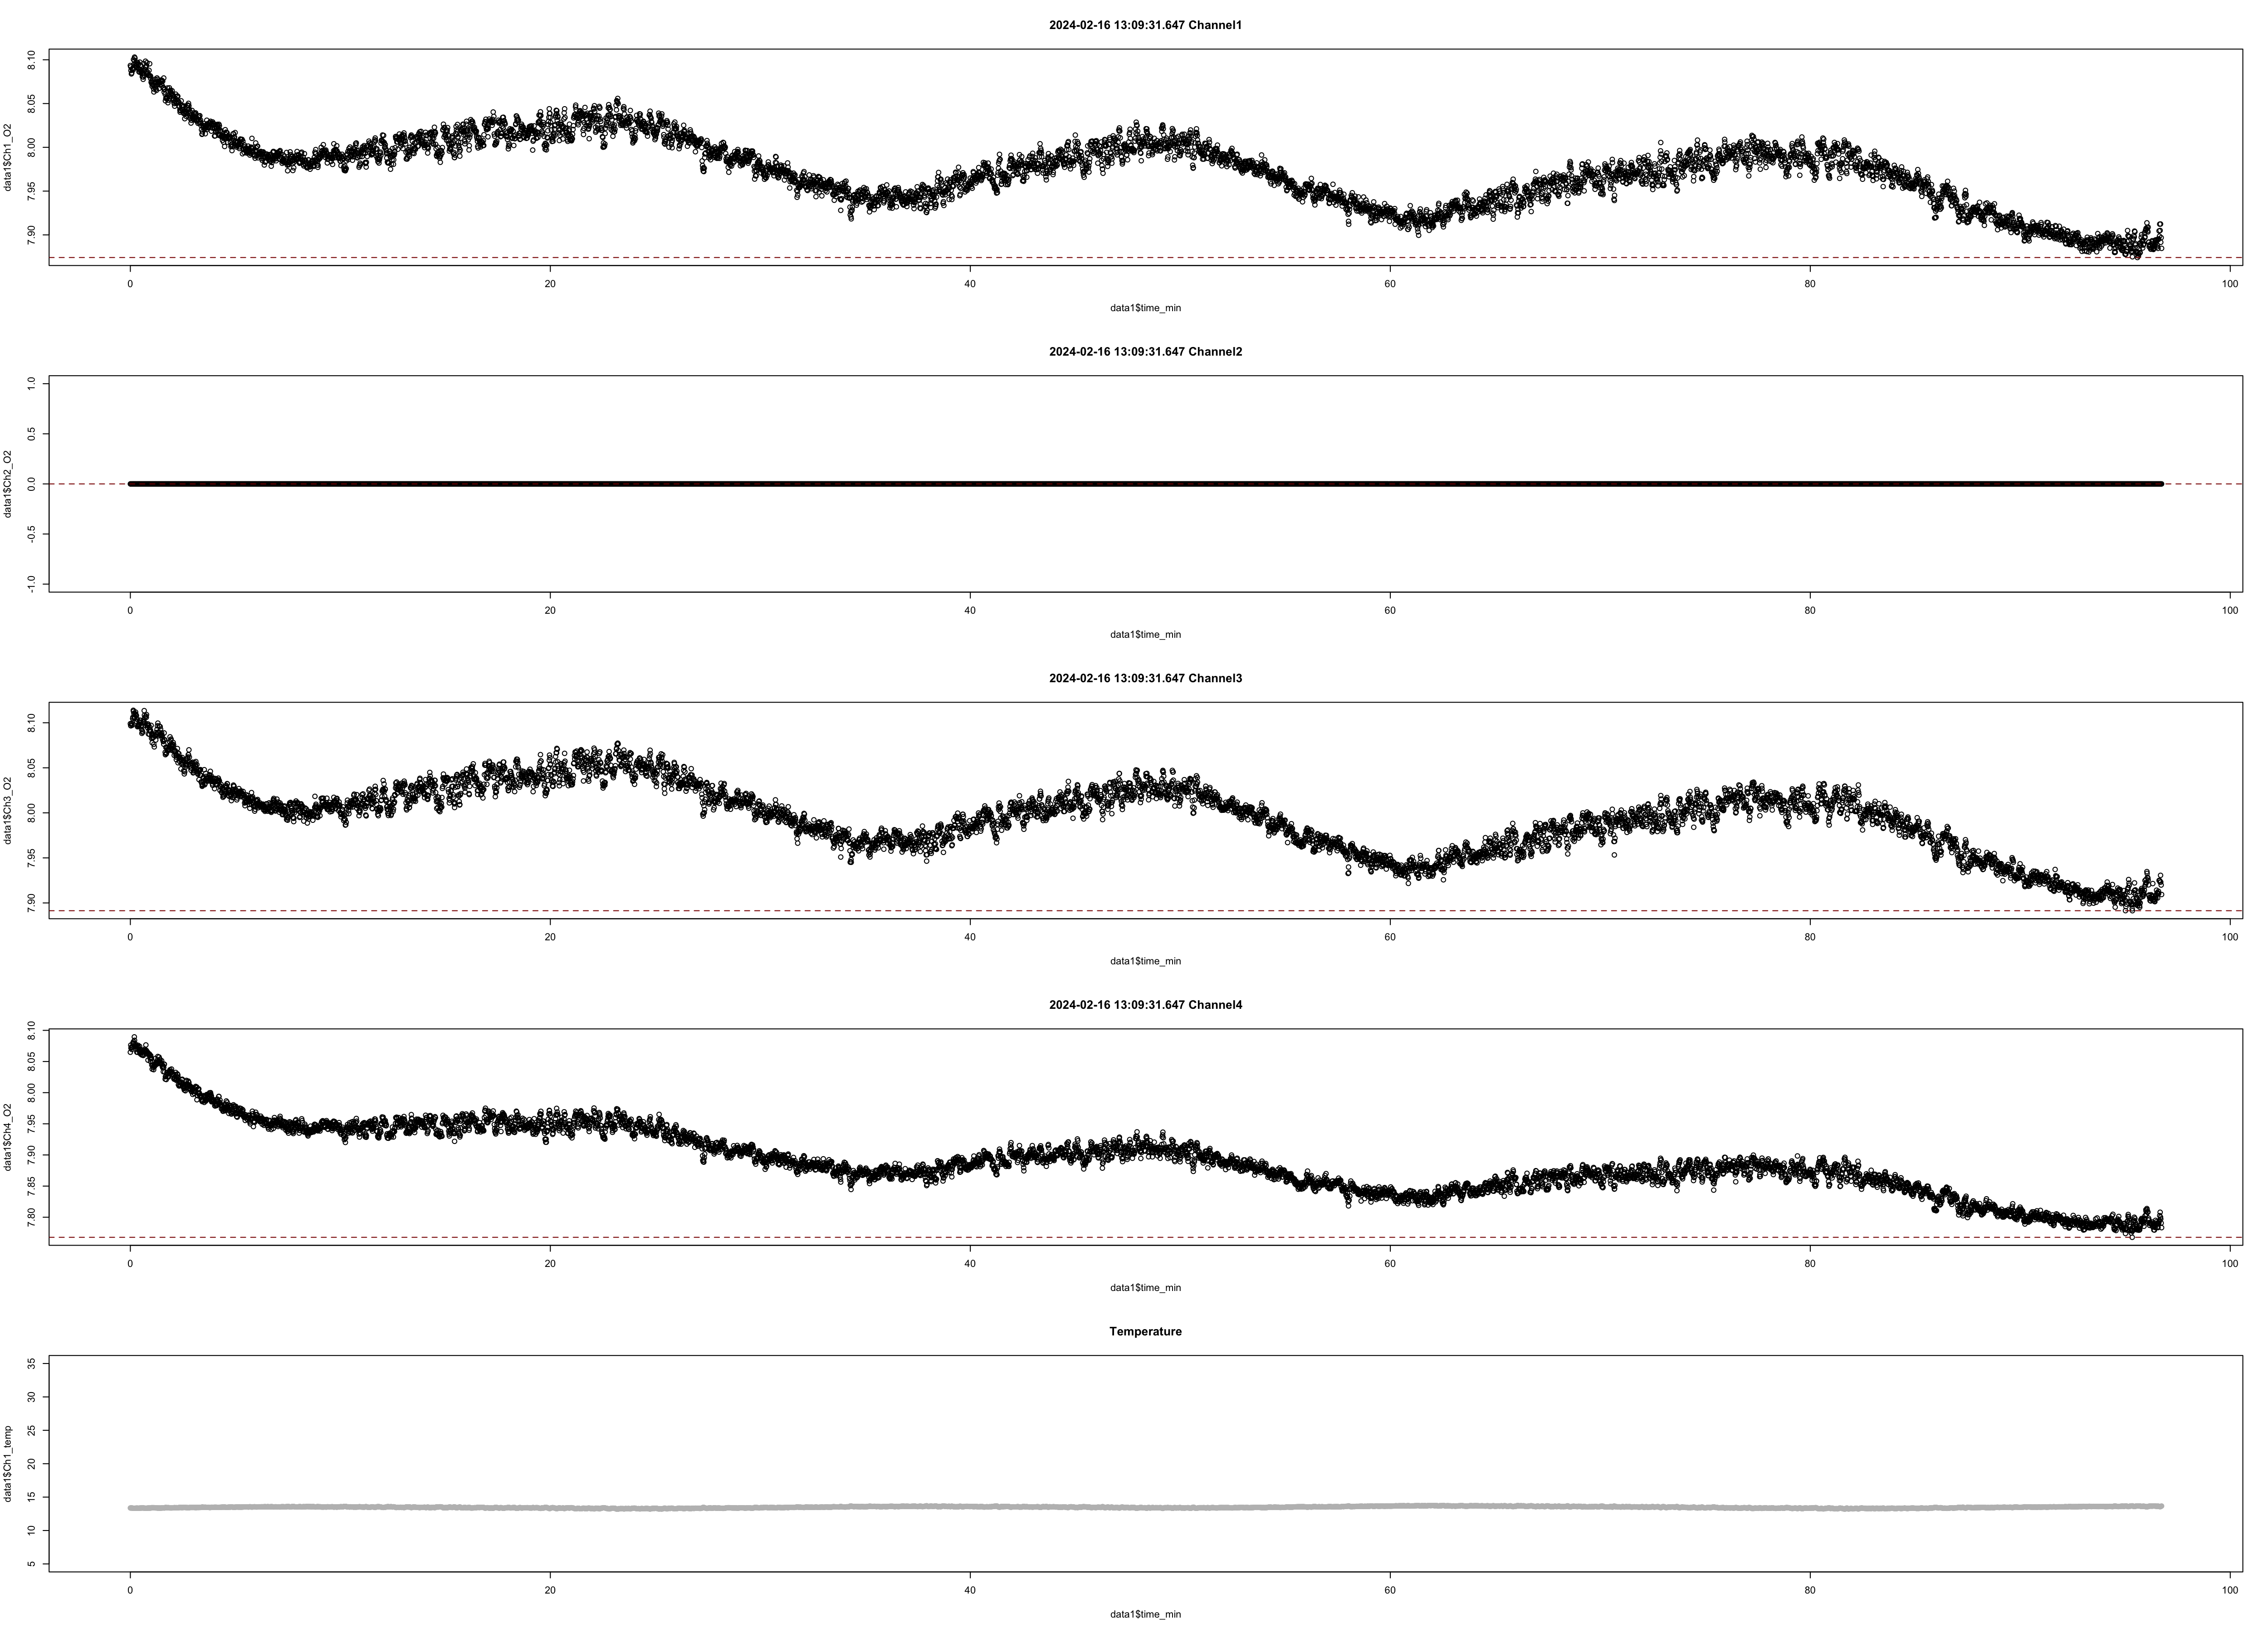 2024-02-16 13:09:31.647 Channel1
data1$Ch1_O2
8.10
8.05
8.00
7.95
7.90
0 20 40 60 80 100
data1$time_min
2024-02-16 13:09:31.647 Channel2
data1$Ch2_O2
1.0
0.5
0.0
-0.5
-1.0
0 20 40 60 80 100
data1$time_min
2024-02-16 13:09:31.647 Channel3
data1$Ch3_O2
8.10
8.05
8.00
7.95
7.90
0 20 40 60 80 100
data1$time_min
2024-02-16 13:09:31.647 Channel4
data1$Ch4_O2
8.10
8.05
8.00
7.95
7.90
7.85
7.80
0 20 40 60 80 100
data1$time_min
Temperature
data1$Ch1_temp
35
30
25
20
15
10
5
0 20 40 60 80 100
data1$time_min